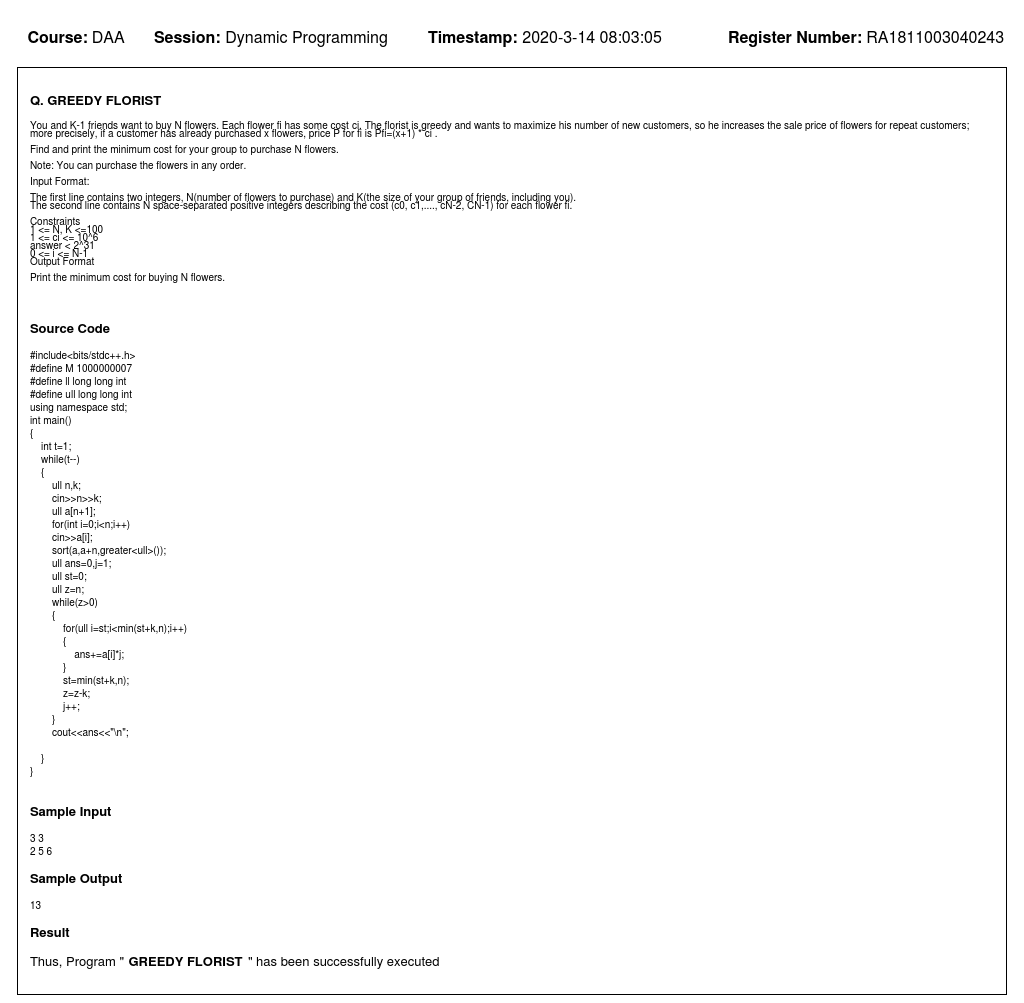 Course: DAA Session: Dynamic Programming Timestamp: 2020-3-14 08:03:05 Register Number: RA1811003040243
Q. GREEDY FLORIST
You and K-1 friends want to buy N flowers. Each flower fi has some cost ci. The florist is greedy and wants to maximize his number of new customers, so he increases the sale price of flowers for repeat customers;
more precisely, if a customer has already purchased x flowers, price P for fi is Pfi=(x+1) * ci .
Find and print the minimum cost for your group to purchase N flowers.
Note: You can purchase the flowers in any order.
Input Format:
The first line contains two integers, N(number of flowers to purchase) and K(the size of your group of friends, including you).
The second line contains N space-separated positive integers describing the cost (c0, c1,...., cN-2, CN-1) for each flower fi.
Constraints
1 <= N, K <=100
1 <= ci <= 10^6
answer < 2^31
0 <= i <= N-1
Output Format
Print the minimum cost for buying N flowers.
Source Code
#include<bits/stdc++.h>
#define M 1000000007
#define ll long long int
#define ull long long int
using namespace std;
int main()
{
int t=1;
while(t--)
{
ull n,k;
cin>>n>>k;
ull a[n+1];
for(int i=0;i<n;i++)
cin>>a[i];
sort(a,a+n,greater<ull>());
ull ans=0,j=1;
ull st=0;
ull z=n;
while(z>0)
{
for(ull i=st;i<min(st+k,n);i++)
{
ans+=a[i]*j;
}
st=min(st+k,n);
z=z-k;
j++;
}
cout<<ans<<"\n";
}
}
Sample Input
3 3
2 5 6
Sample Output
13
Result
Thus, Program " GREEDY FLORIST " has been successfully executed